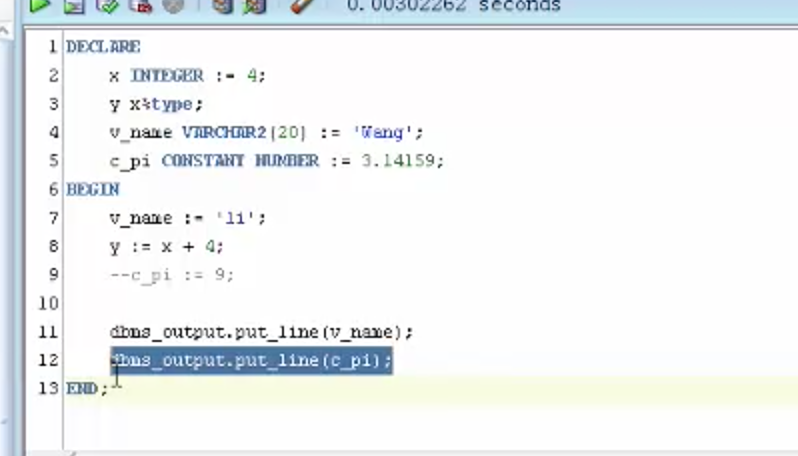 0.00302262 seconds
1 DECLARE
2 x INTEGER := 4;
3 y x%type;
4 v_name VARCHAR2(20) := 'Wang';
5 c_pi CONSTANT NUMBER := 3.14159;
6 BEGIN
7 v_name := 'li';
8 y := x + 4;
9 --c_pi := 9;
10
11 dbms_output.put_line(v_name);
12 dbms_output.put_line(c_pi);
13 END;